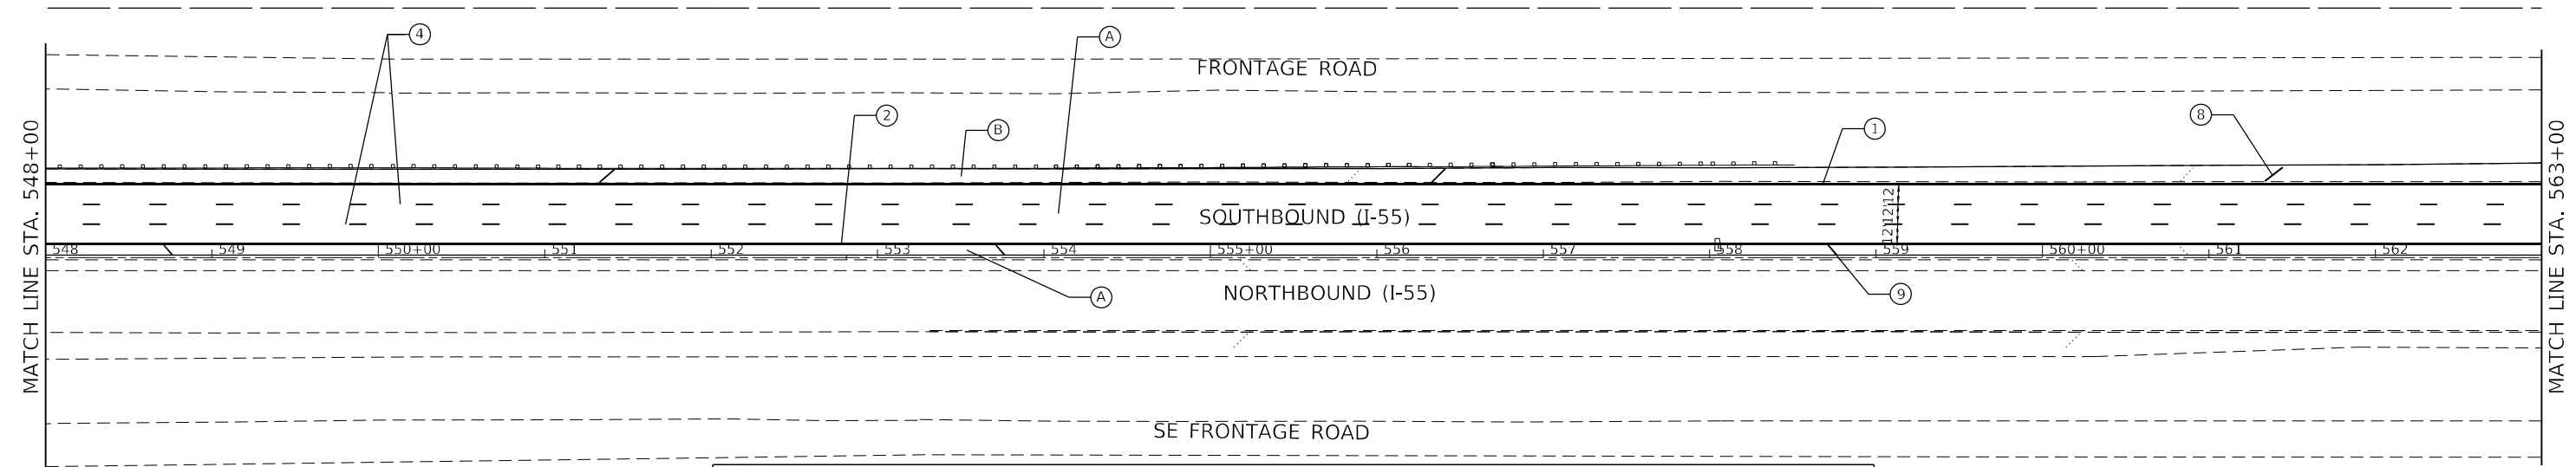 4
A
FRONTAGE ROAD
2
B
1
8
MATCH LINE STA. 548+00
MATCH LINE STA. 563+00
SOUTHBOUND (I-55)
12'
12'
12'
548
549
550+00
551
552
553
554
555+00
556
557
558
559
560+00
561
562
A
NORTHBOUND (I-55)
9
SE FRONTAGE ROAD